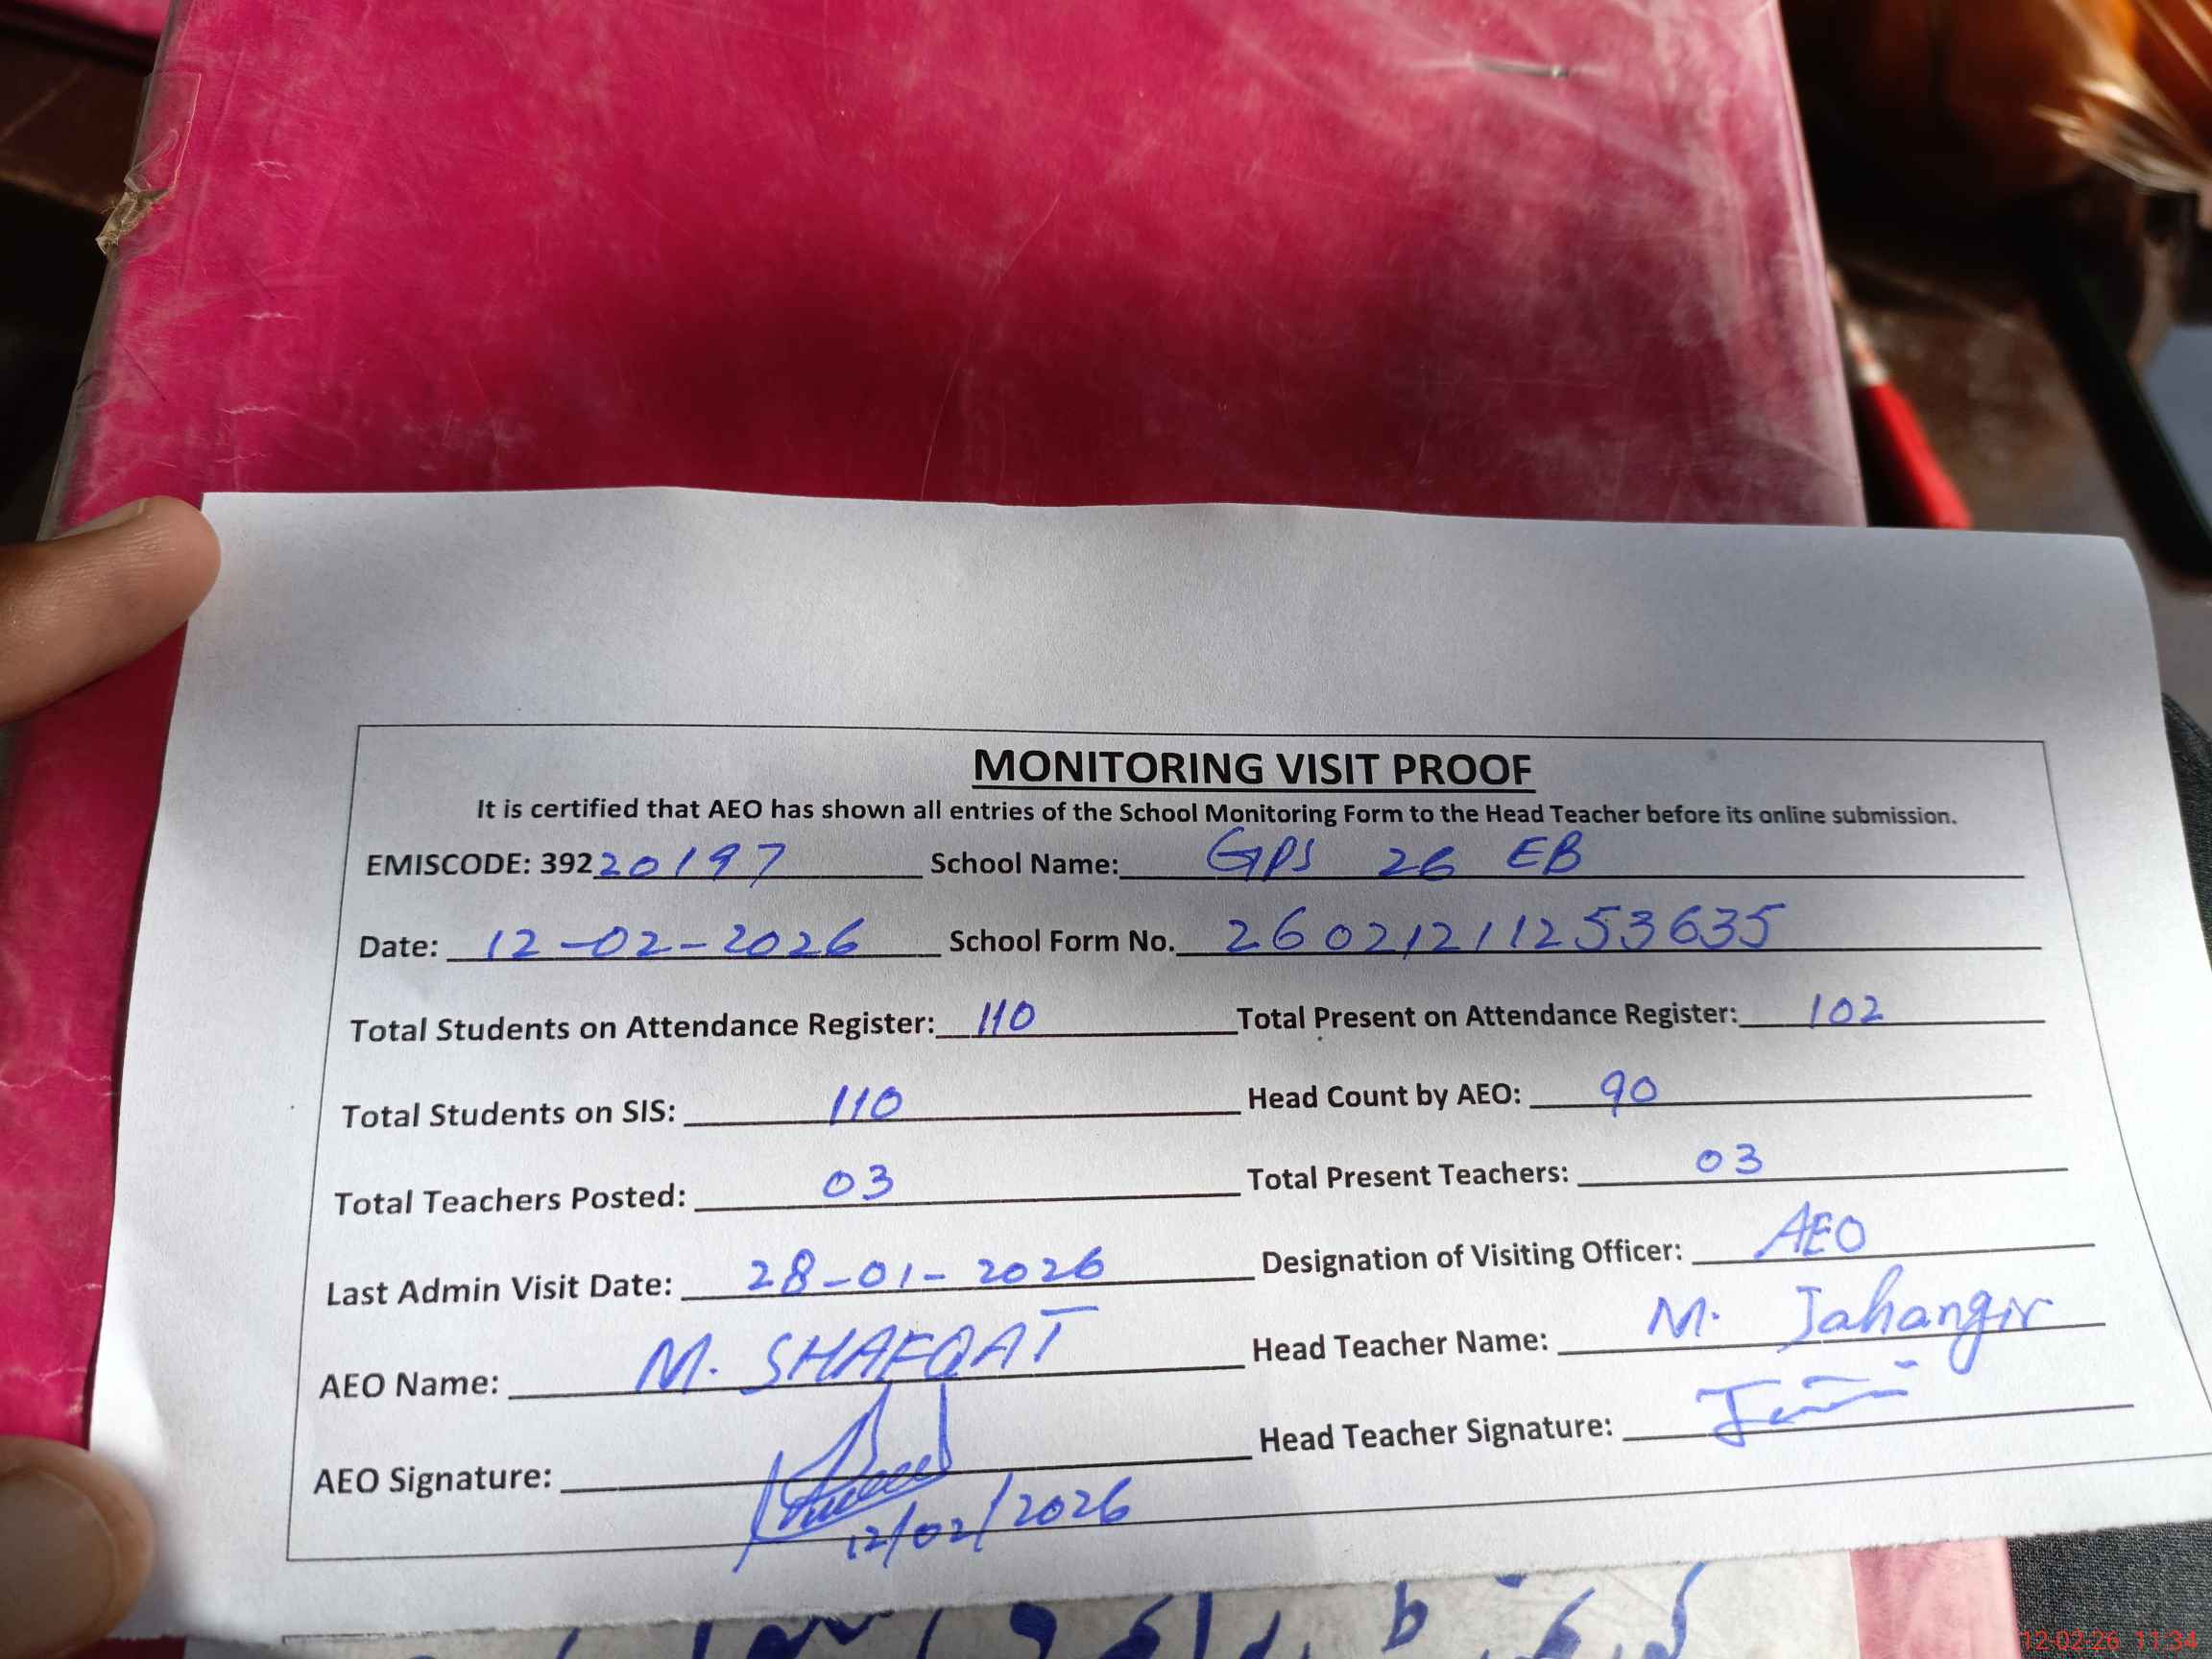 MONITORING VISIT PROOF
It is certified that AEO has shown all entries of the School Monitoring Form to the Head Teacher before its online submission.
EMISCODE: 39220197 School Name: GPS 26 EB
Date: 12-02-2026 School Form No. 26021211253635
Total Students on Attendance Register: 110 Total Present on Attendance Register: 102
Total Students on SIS: 110 Head Count by AEO: 90
Total Teachers Posted: 03 Total Present Teachers: 03
Last Admin Visit Date: 28-01-2026 Designation of Visiting Officer: AEO
AEO Name: M. SHAFQAT Head Teacher Name: M. Jahangir
AEO Signature: Head Teacher Signature:
12/02/2026
12-02-26 11:34